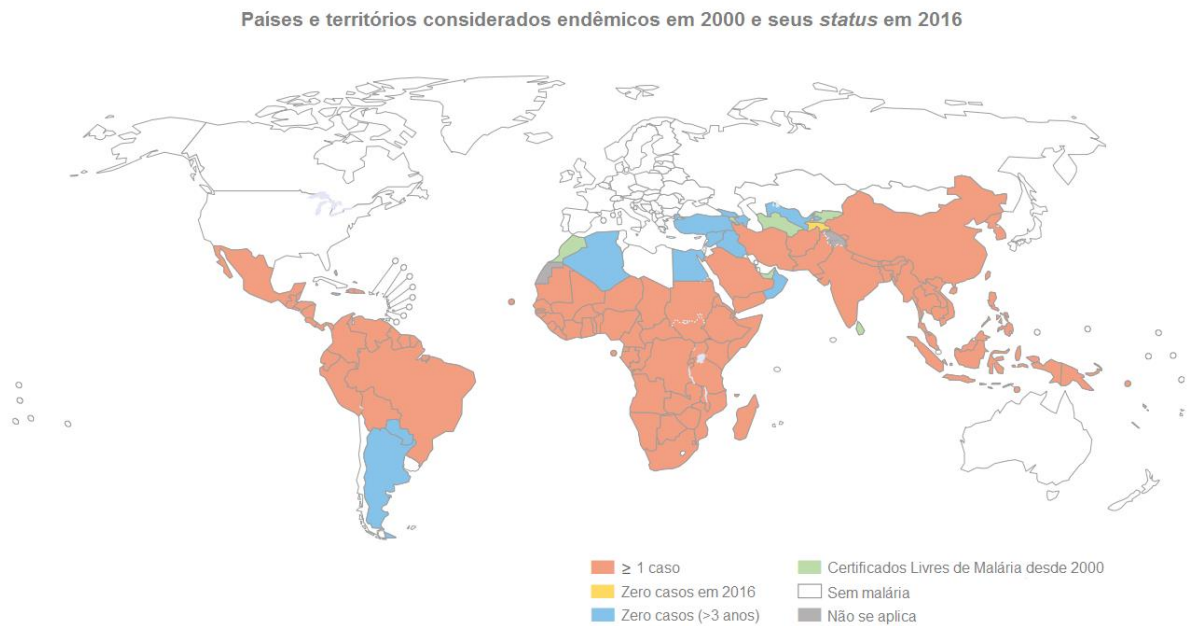 Países e territórios considerados endêmicos em 2000 e seus status em 2016
≥ 1 caso
Zero casos em 2016
Zero casos (>3 anos)
Certificados Livres de Malária desde 2000
Sem malária
Não se aplica